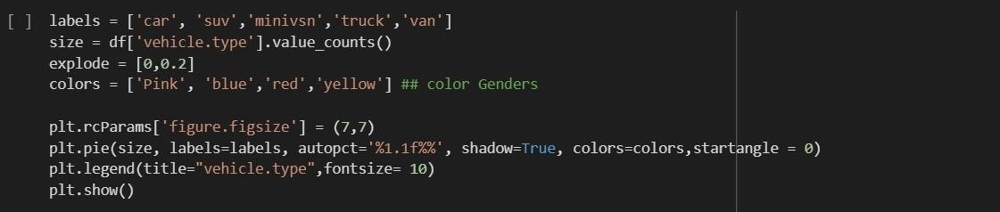 [ ] labels = ['car', 'suv','minivsn','truck','van']
size = df['vehicle.type'].value_counts()
explode = [0,0.2]
colors = ['Pink', 'blue','red','yellow'] ## color Genders
plt.rcParams['figure.figsize'] = (7,7)
plt.pie(size, labels=labels, autopct='%1.1f%%', shadow=True, colors=colors,startangle = 0)
plt.legend(title="vehicle.type",fontsize= 10)
plt.show()